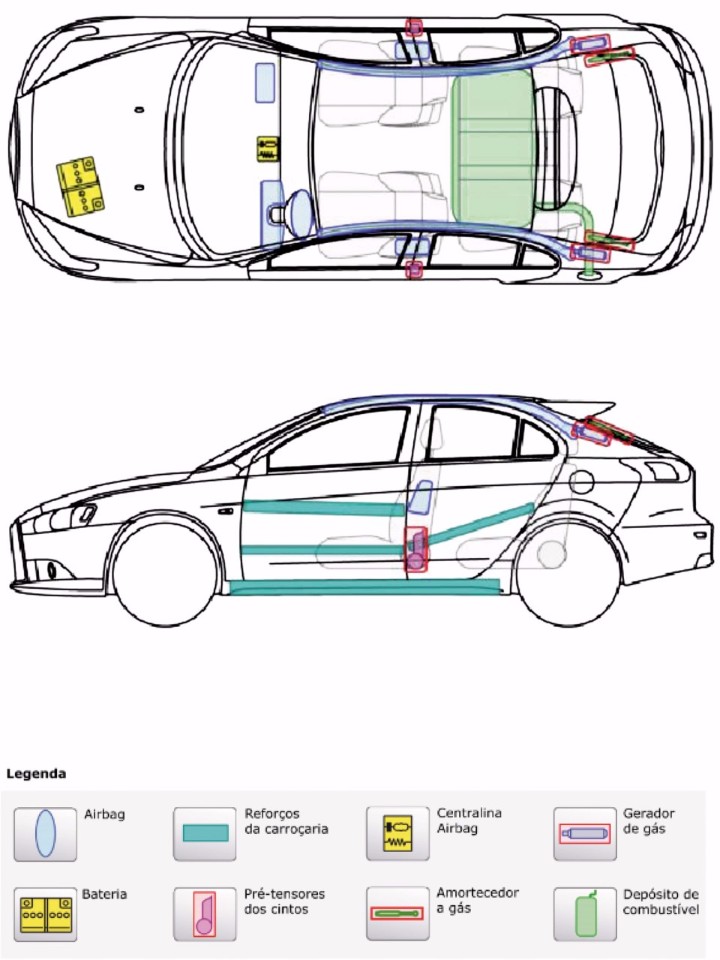 Legenda
Airbag
Reforços
da carroçaria
Centralina
Airbag
Gerador
de gás
Bateria
Pré-tensores
dos cintos
Amortecedor
a gás
Depósito de
combustível